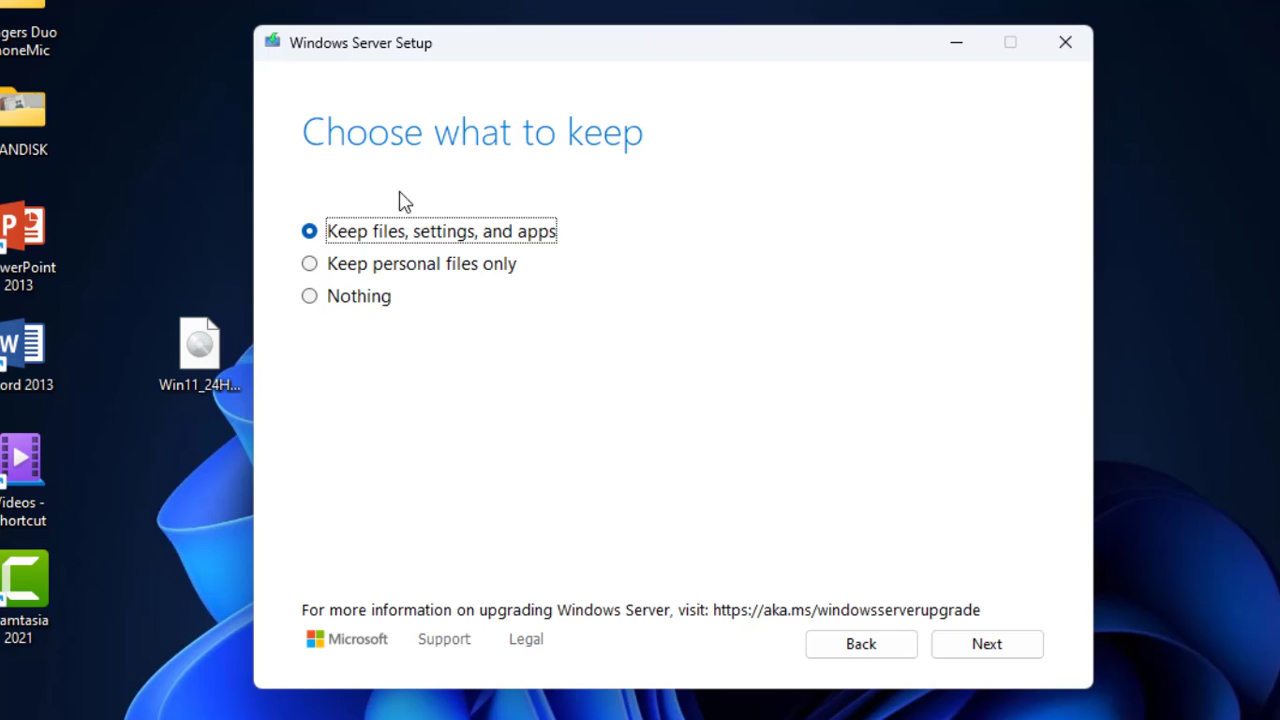 gers Duo
oneMic
Windows Server Setup
Choose what to keep
ANDISK
Keep files, settings, and apps
Keep personal files only
Nothing
P
werPoint
2013
W
ord 2013
Win11_24H...
Videos -
hortcut
amtasia
2021
For more information on upgrading Windows Server, visit: https://aka.ms/windowsserverupgrade
Microsoft
Support
Legal
Back
Next